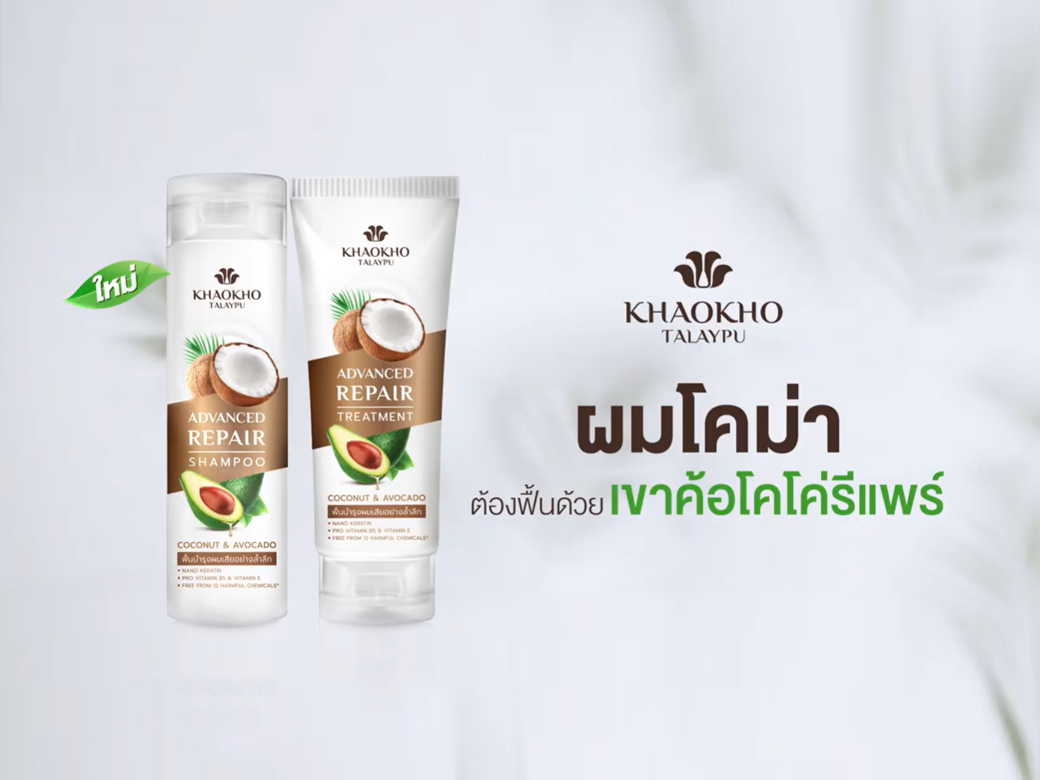 ใหม่
KHAOKHO
TALAYPU
ADVANCED
REPAIR
SHAMPOO
COCONUT & AVOCADO
ฟื้นบำรุงผมเสียอย่างล้ำลึก
• NANO KERATIN
• PRO VITAMIN B5 & VITAMIN E
• FREE FROM 12 HARMFUL CHEMICALS*
KHAOKHO
TALAYPU
ADVANCED
REPAIR
TREATMENT
COCONUT & AVOCADO
ฟื้นบำรุงผมเสียอย่างล้ำลึก
• NANO KERATIN
• PRO VITAMIN B5 & VITAMIN E
• FREE FROM 12 HARMFUL CHEMICALS*
KHAOKHO
TALAYPU
ผมโคม่า
ต้องฟื้นด้วย เขาค้อโคโค่รีแพร์